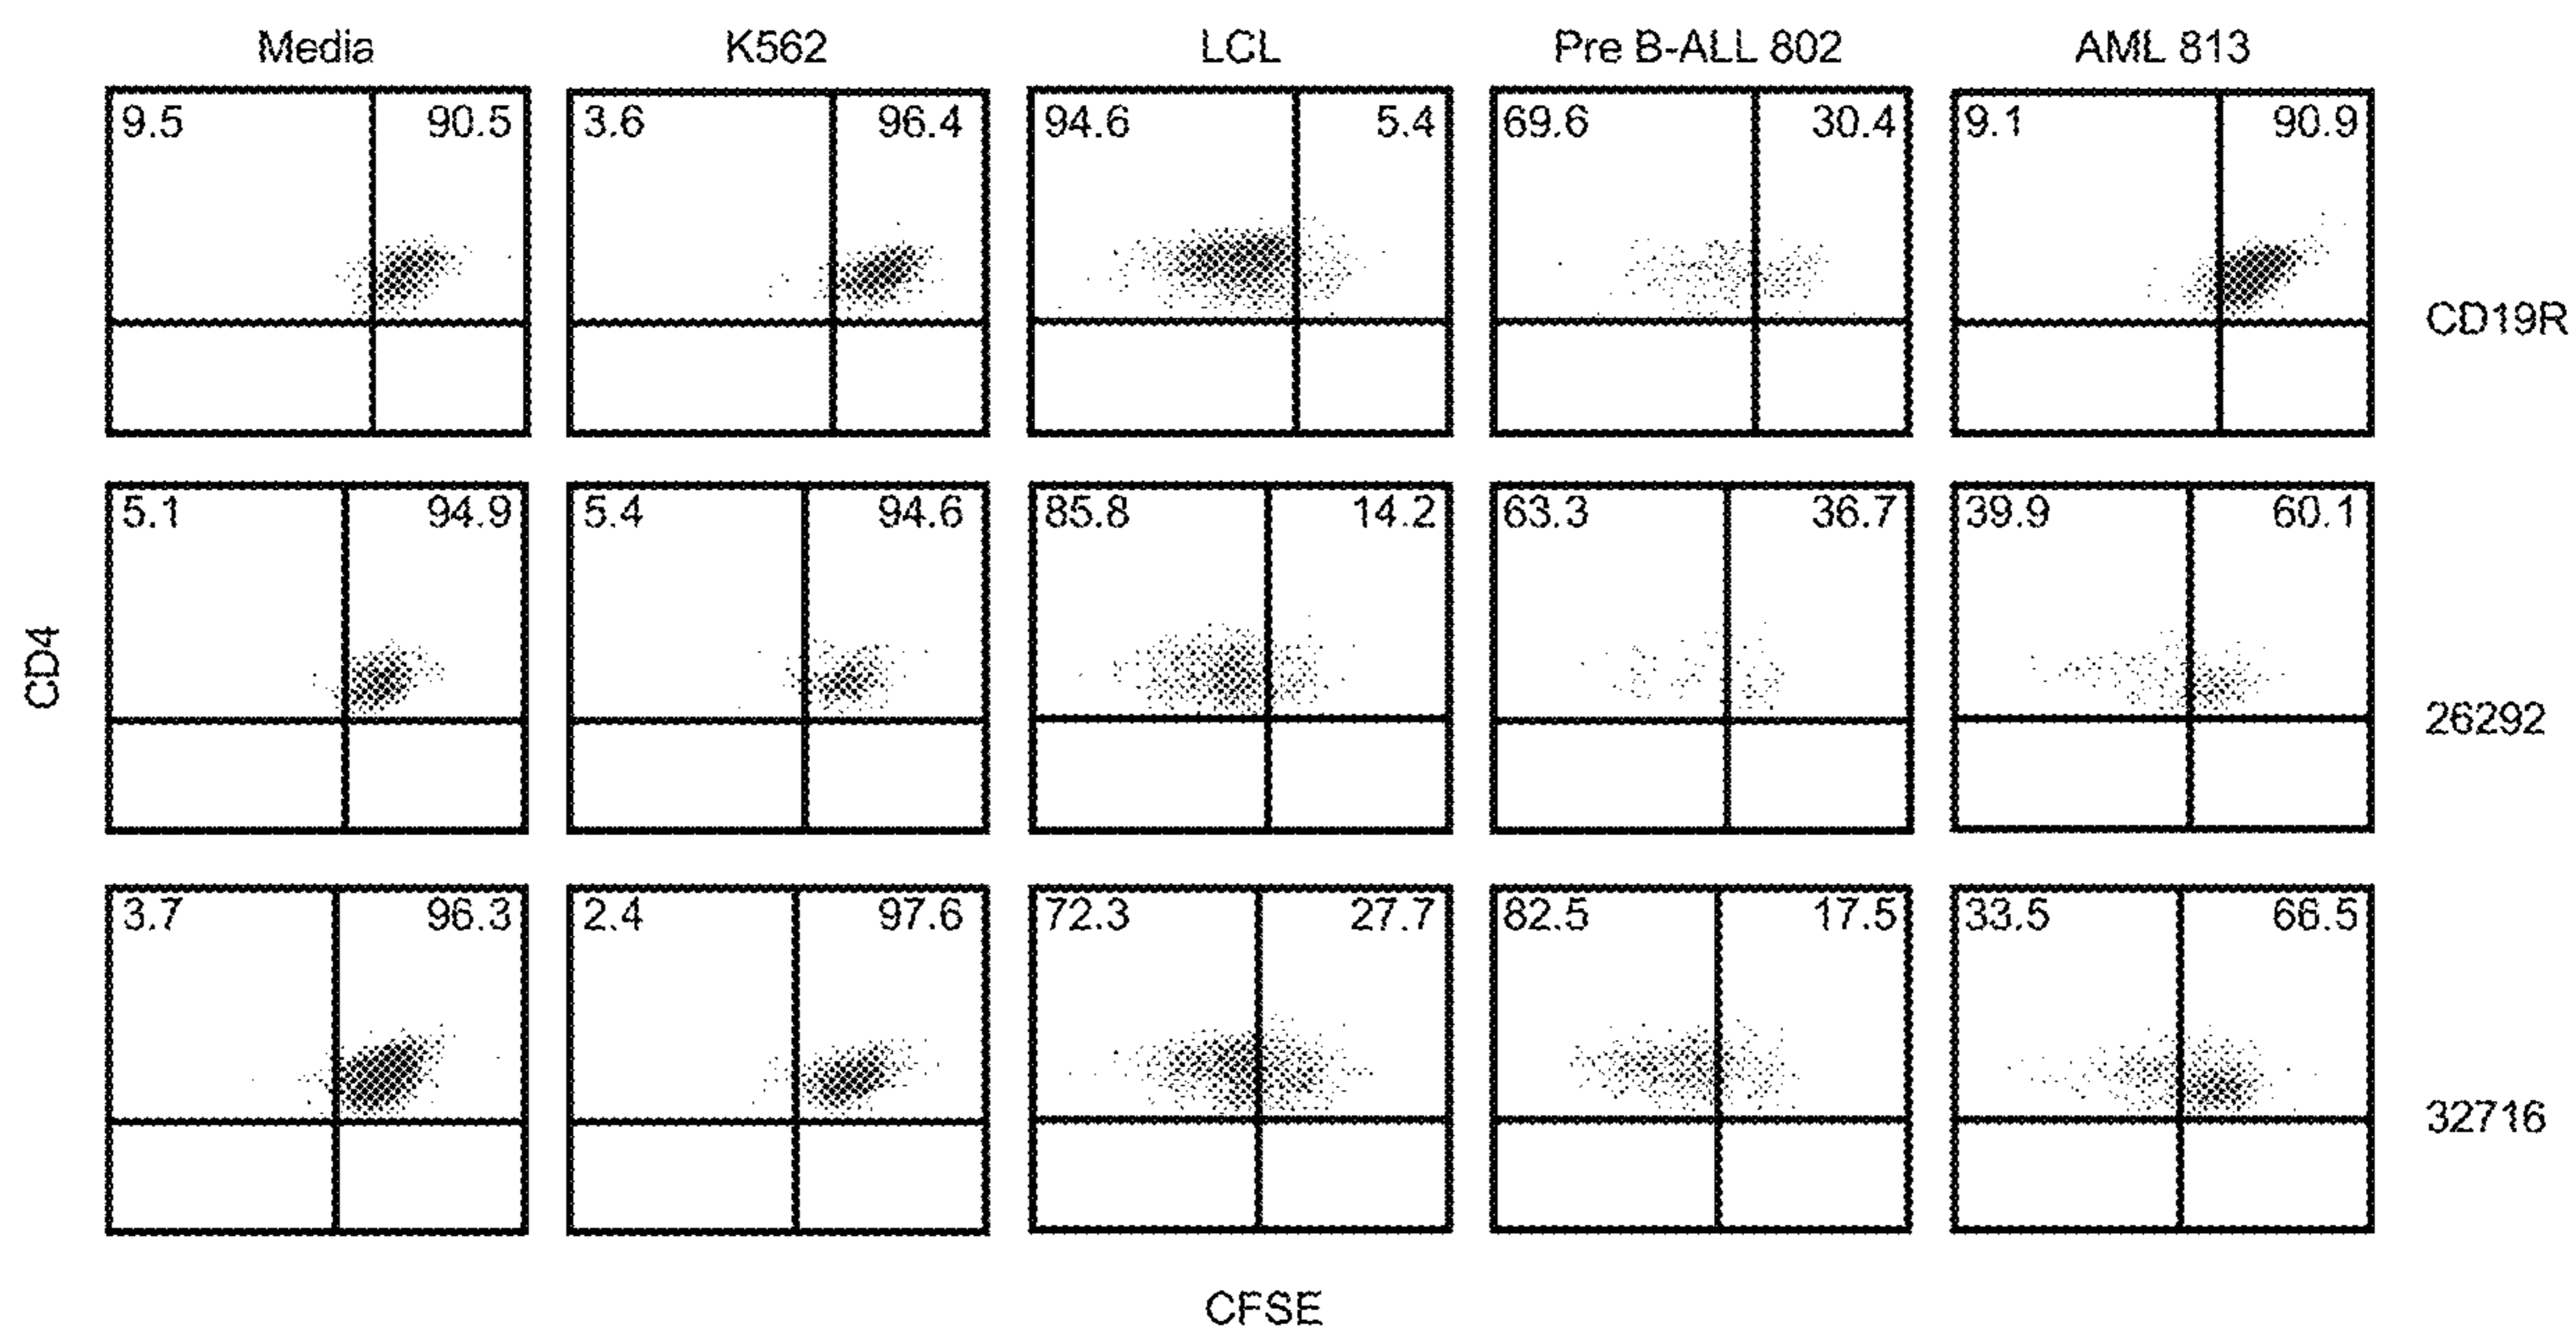 Media K562 LCL Pre B-ALL 802 AML 813
9.5 90.5 3.6 96.4 94.6 5.4 69.6 30.4 9.1 90.9
CD19R
5.1 94.9 5.4 94.6 85.8 14.2 63.3 36.7 39.9 60.1
CD4
26292
3.7 96.3 2.4 97.6 72.3 27.7 82.5 17.5 33.5 66.5
32716
CFSE